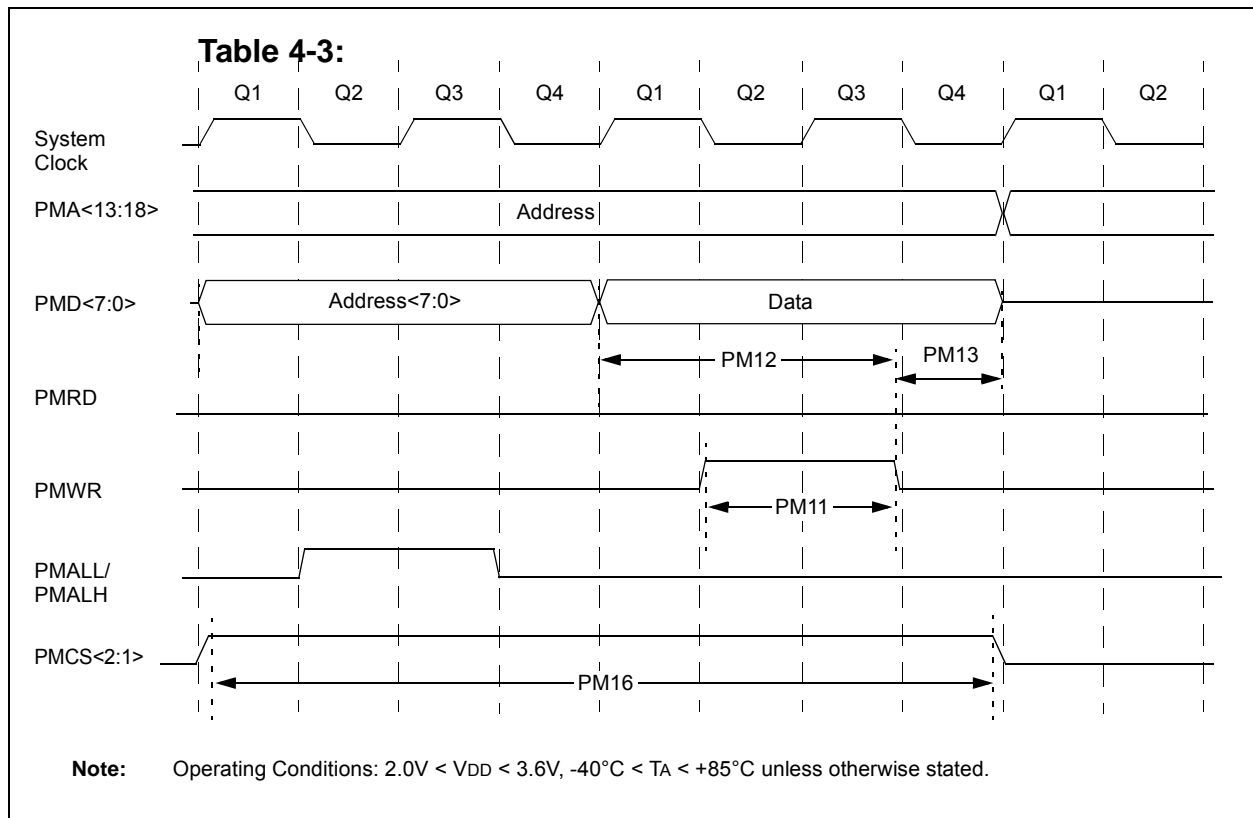 Table 4-3:
Q1 Q2 Q3 Q4 Q1 Q2 Q3 Q4 Q1 Q2
System
Clock
PMA<13:18>
Address
PMD<7:0>
Address<7:0>
Data
PM12
PM13
PMRD
PMWR
PM11
PMALL/
PMALH
PMCS<2:1>
PM16
Note: Operating Conditions: 2.0V < VDD < 3.6V, -40°C < TA < +85°C unless otherwise stated.